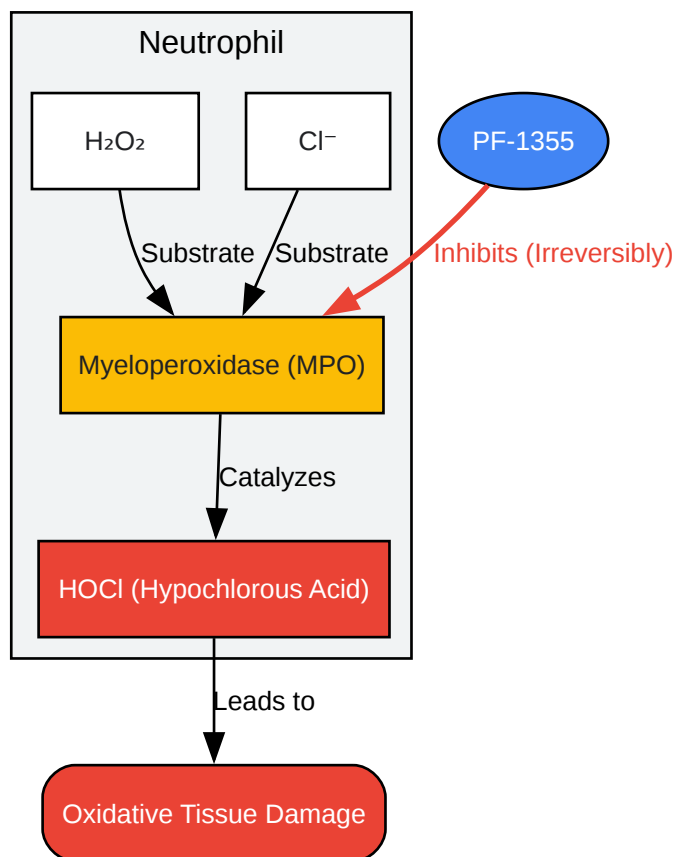 Neutrophil
H₂O₂
Cl⁻
PF-1355
Substrate
Substrate
Inhibits (Irreversibly)
Myeloperoxidase (MPO)
Catalyzes
HOCl (Hypochlorous Acid)
Leads to
Oxidative Tissue Damage